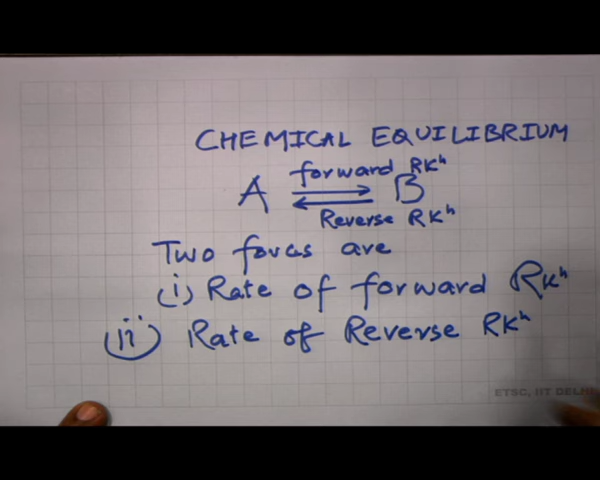 CHEMICAL EQUILIBRIUM
forward RKⁿ
A ⇌ B
Reverse RKⁿ
Two forces are
(i) Rate of forward RKⁿ
(ii) Rate of Reverse RKⁿ
ETSC, IIT DELHI